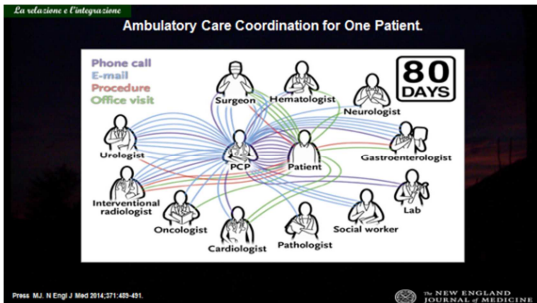 La relazione e l'integrazione
Ambulatory Care Coordination for One Patient.
Phone call
E-mail
Procedure
Office visit
80
DAYS
Surgeon
Hematologist
Neurologist
Urologist
PCP
Patient
Gastroenterologist
Interventional
radiologist
Oncologist
Cardiologist
Pathologist
Social worker
Lab
Press MJ. N Engl J Med 2014;371:489-491.
The NEW ENGLAND
JOURNAL of MEDICINE